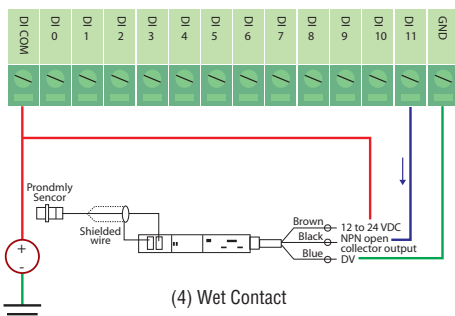 DI COM
DI 0
DI 1
DI 2
DI 3
DI 4
DI 5
DI 6
DI 7
DI 8
DI 9
DI 10
DI 11
GND
Prondmly
Sencor
Shielded
wire
Brown
12 to 24 VDC
Black
NPN open
collector output
Blue
DV
+
-
(4) Wet Contact